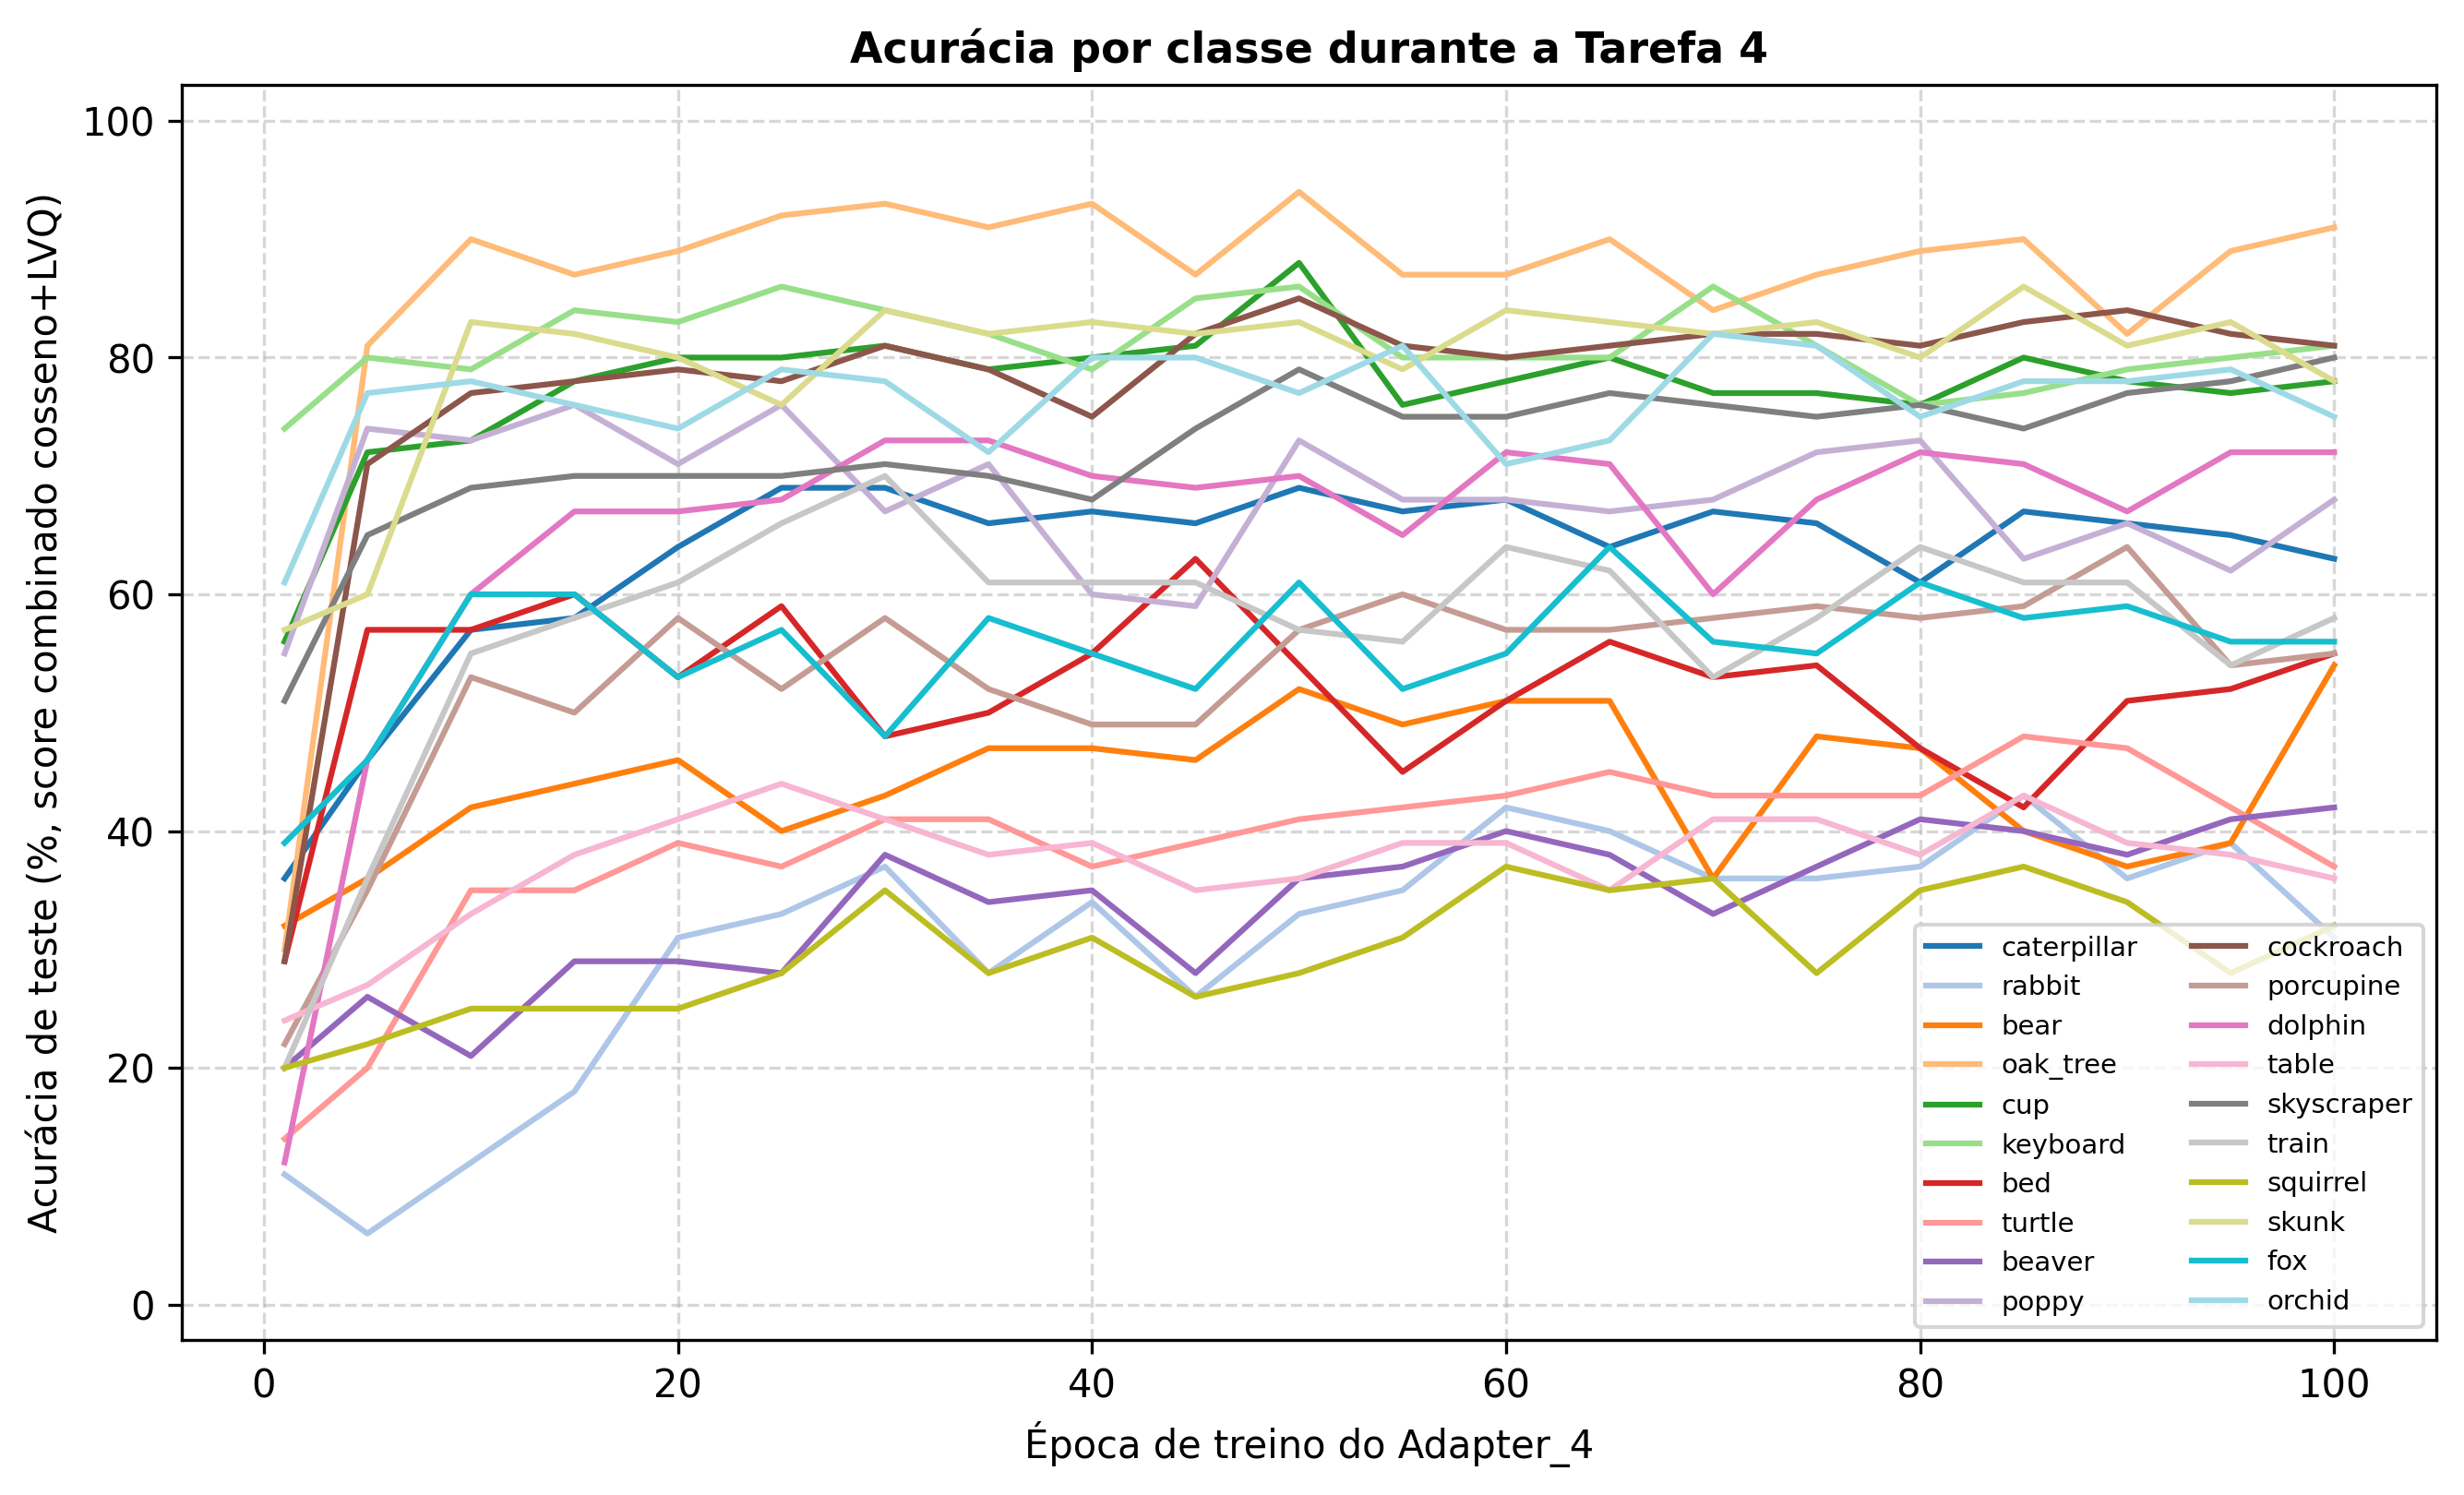 Acurácia por classe durante a Tarefa 4
Acurácia de teste (%, score combinado cosseno+LVQ)
100
80
60
40
20
0
0 20 40 60 80 100
Época de treino do Adapter_4
caterpillar
rabbit
bear
oak_tree
cup
keyboard
bed
turtle
beaver
poppy
cockroach
porcupine
dolphin
table
skyscraper
train
squirrel
skunk
fox
orchid